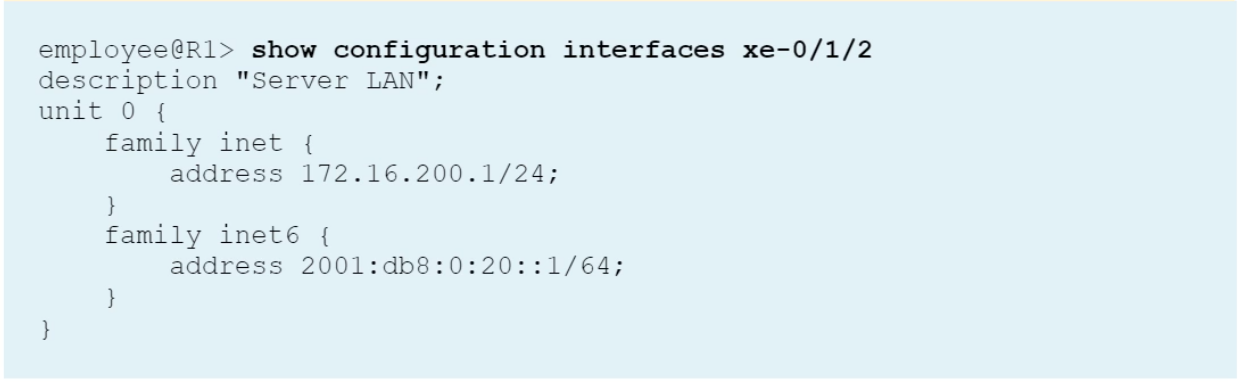 employee@R1> show configuration interfaces xe-0/1/2
description "Server LAN";
unit 0 {
    family inet {
        address 172.16.200.1/24;
    }
    family inet6 {
        address 2001:db8:0:20::1/64;
    }
}